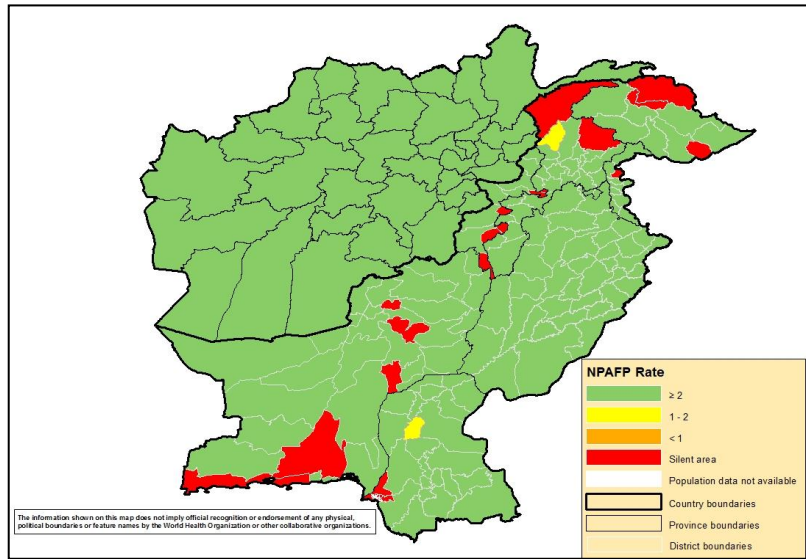 NPAFP Rate
≥ 2
1 - 2
< 1
Silent area
Population data not available
Country boundaries
Province boundaries
District boundaries
The information shown on this map does not imply official recognition or endorsement of any physical,
political boundaries or feature names by the World Health Organization or other collaborative organizations.